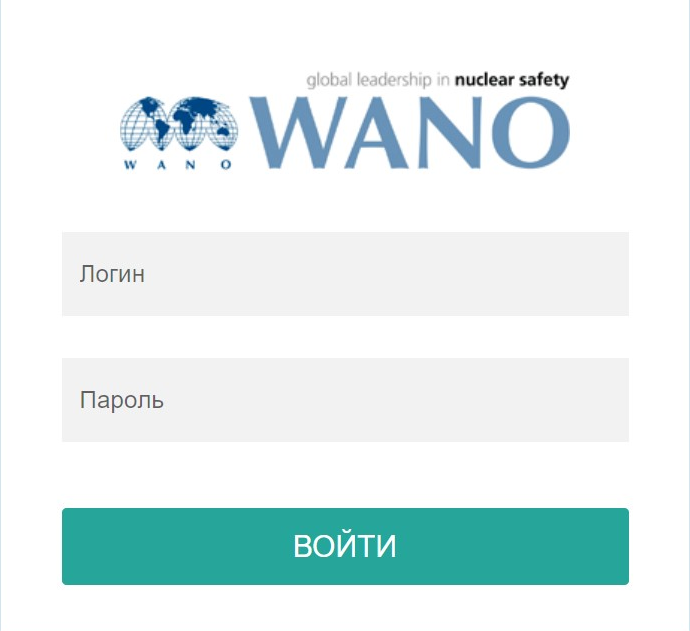 global leadership in nuclear safety
W A N O
WANO
Логин
Пароль
ВОЙТИ